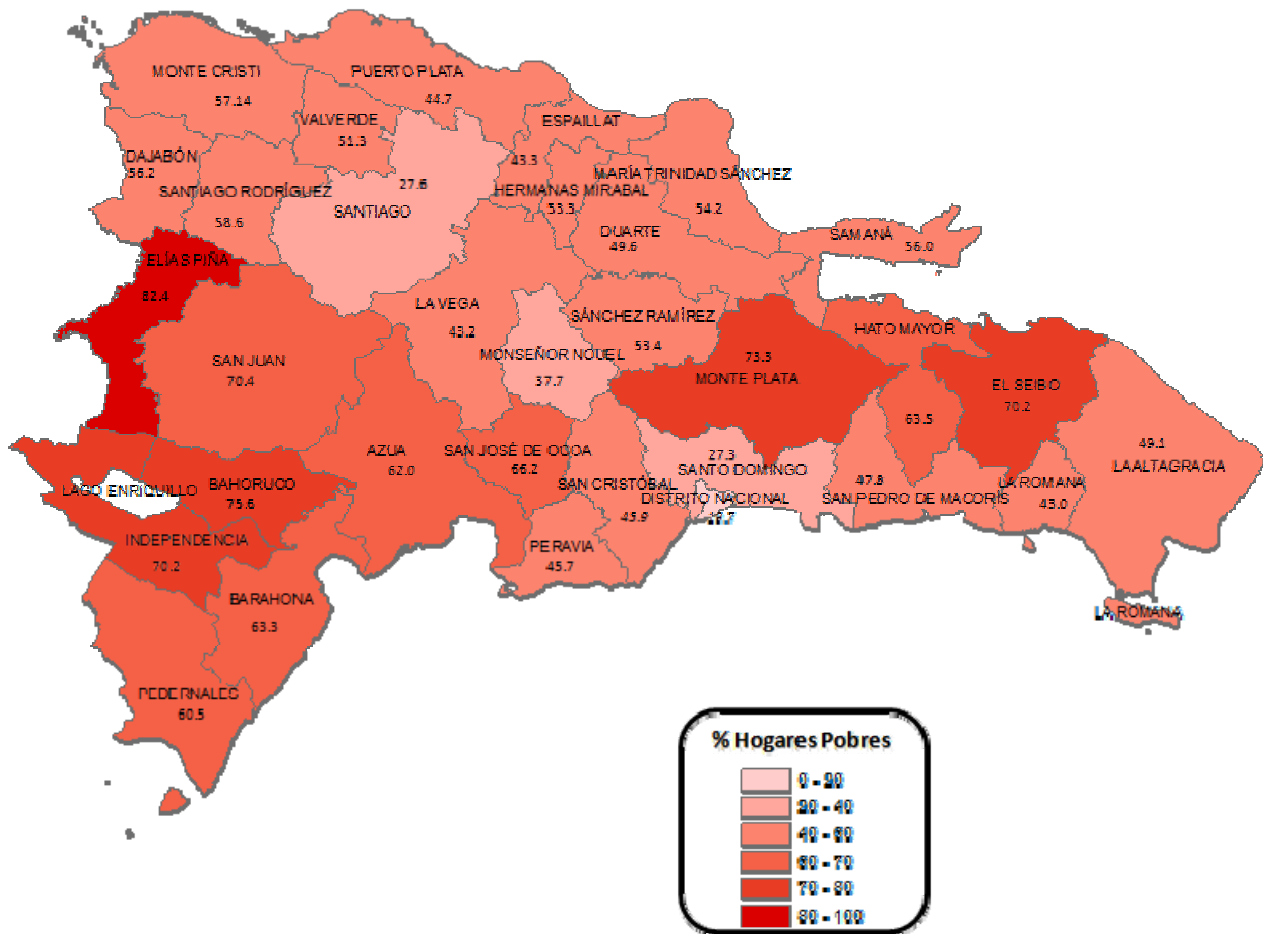 MONTE CRISTI
57.14
PUERTO PLATA
44.7
VALVERDE
51.3
ESPAILLAT
43.3
DAJABÓN
56.2
SANTIAGO RODRÍGUEZ
58.6
27.6
SANTIAGO
HERMANAS MIRABAL
53.3
MARÍA TRINIDAD SÁNCHEZ
54.2
DUARTE
49.6
SAMANÁ
56.0
ELÍAS PIÑA
82.4
LA VEGA
43.2
SÁNCHEZ RAMÍREZ
53.4
HATO MAYOR
63.5
SAN JUAN
70.4
MONSEÑOR NOUEL
37.7
73.5
MONTE PLATA
EL SEIBO
70.2
49.1
LA ALTAGRACIA
AZUA
62.0
SAN JOSÉ DE OCOA
66.2
27.3
SANTO DOMINGO
LAGO ENRIQUILLO
BAHORUCO
75.6
SAN CRISTÓBAL
45.9
DISTRITO NACIONAL
47.8
SAN PEDRO DE MACORÍS
LA ROMANA
43.0
INDEPENDENCIA
70.2
PERAVIA
45.7
BARAHONA
63.3
LA ROMANA
PEDERNALES
60.5
% Hogares Pobres
0 - 20
20 - 40
40 - 60
60 - 70
70 - 80
80 - 100